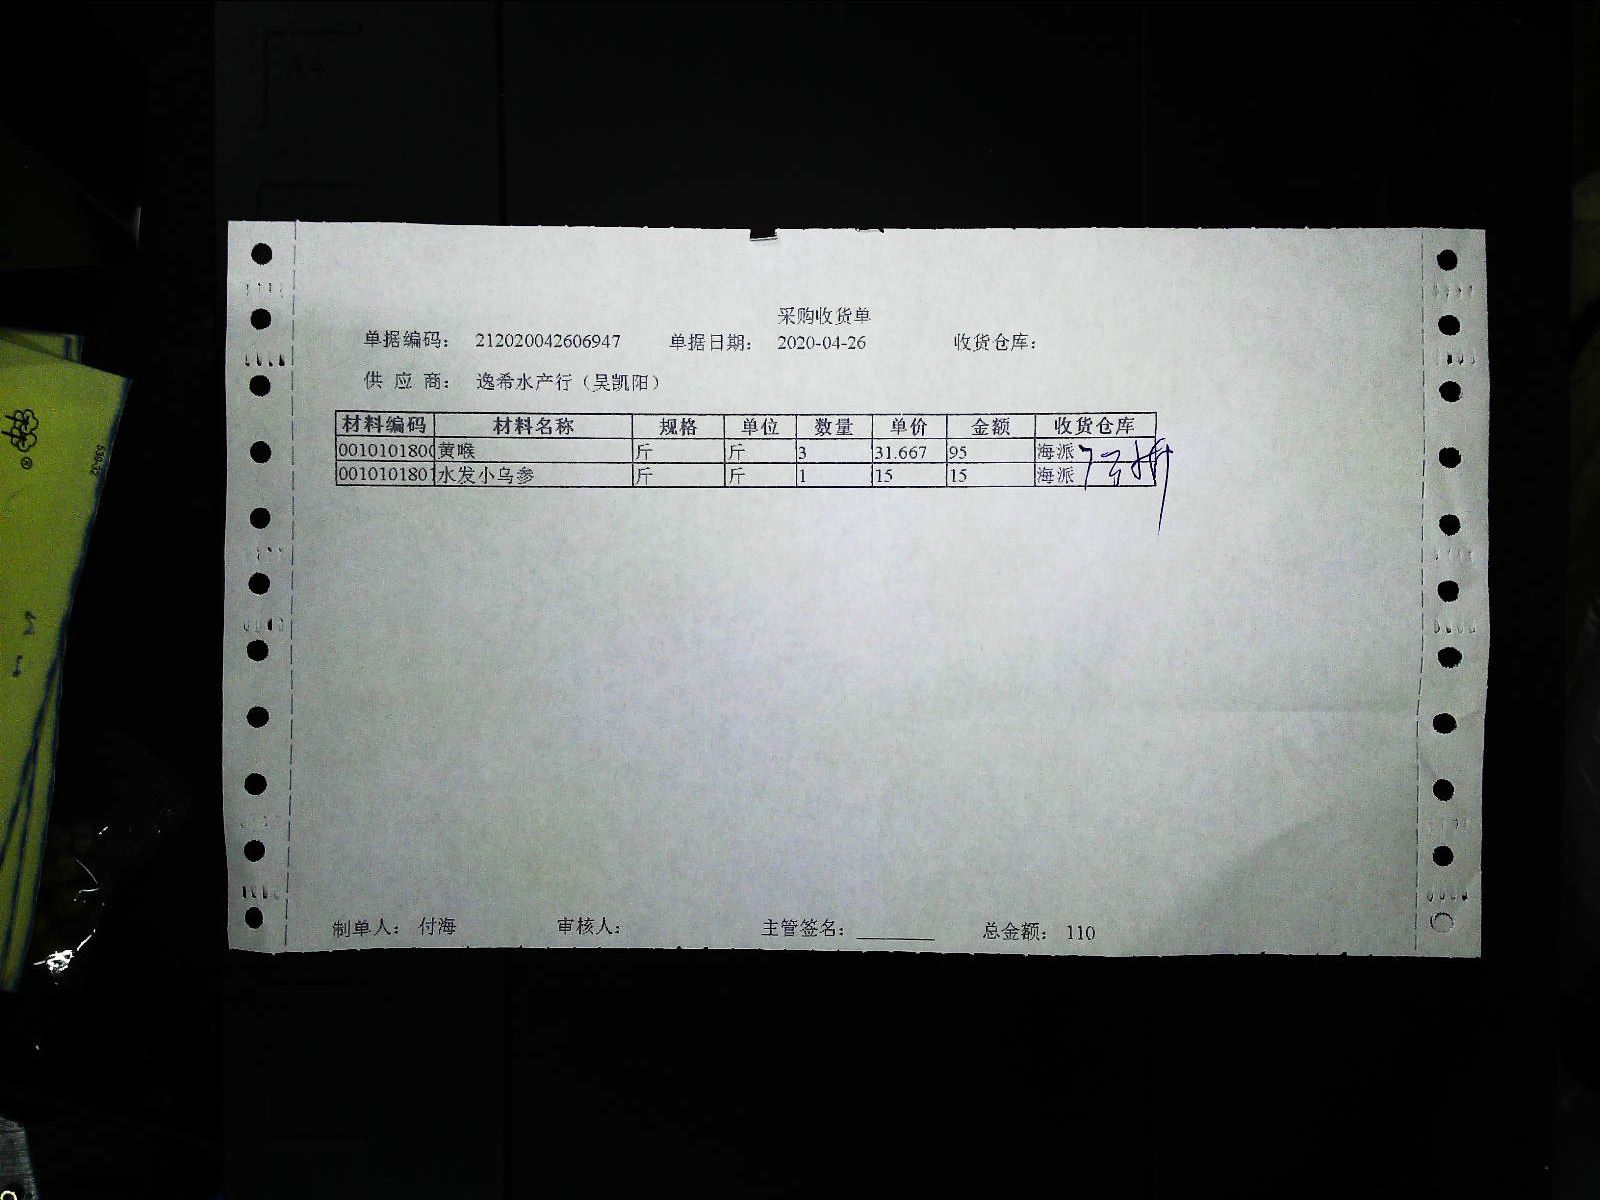 采购收货单
单据编码: 212020042606947 单据日期: 2020-04-26 收货仓库:
供 应 商: 逸希水产行（吴凯阳）
材料编码 材料名称 规格 单位 数量 单价 金额 收货仓库
0010101800 黄喉 斤 斤 3 31.667 95 海派
0010101801 水发小乌参 斤 斤 1 15 15 海派
制单人: 付海 审核人: 主管签名: ________ 总金额: 110